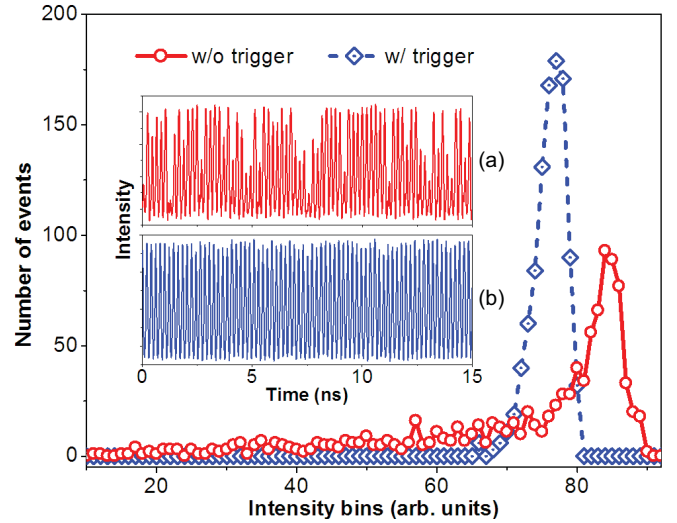 200
150
100
50
0
Number of events
w/o trigger
w/ trigger
Intensity
(a)
(b)
0
5
10
15
Time (ns)
20
40
60
80
Intensity bins (arb. units)